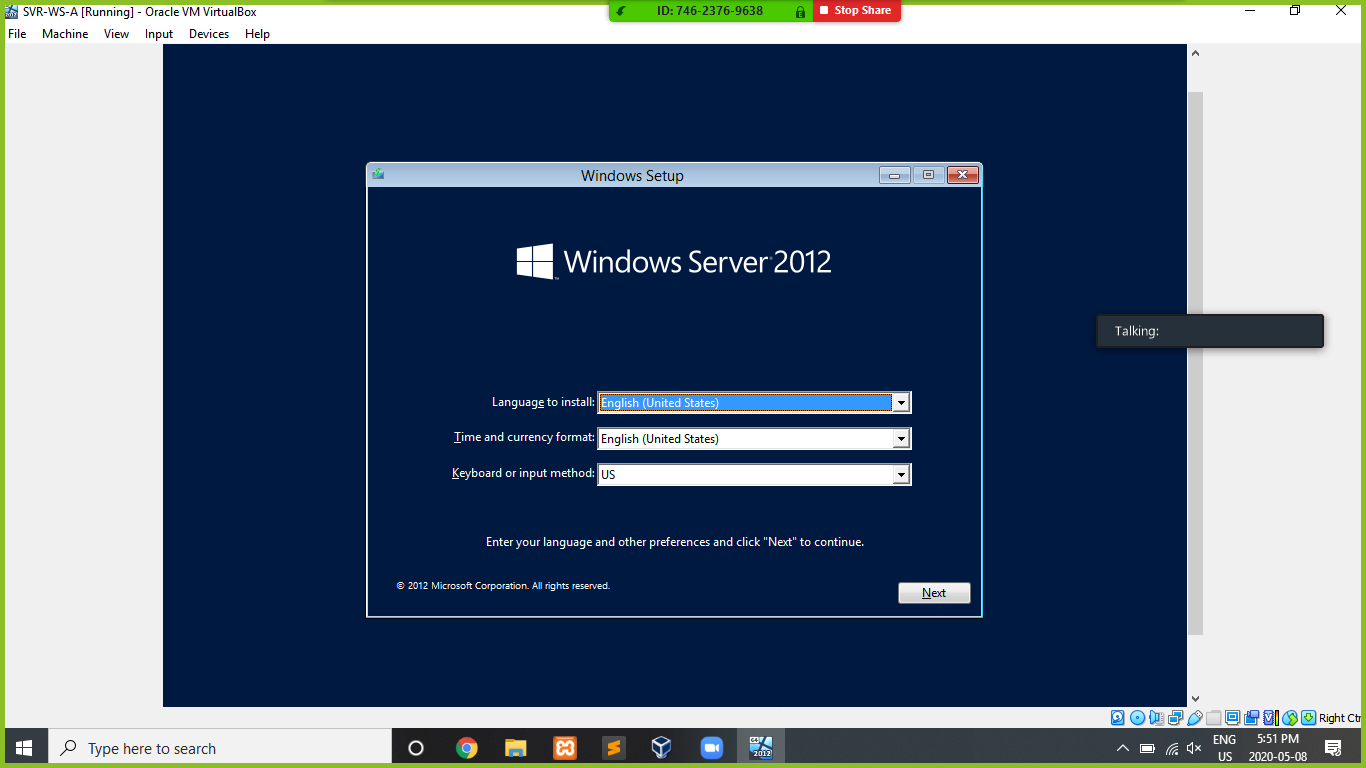 SVR-WS-A [Running] - Oracle VM VirtualBox
ID: 746-2376-9638
Stop Share
File Machine View Input Devices Help
Windows Setup
Windows Server 2012
Talking:
Language to install: English (United States)
Time and currency format: English (United States)
Keyboard or input method: US
Enter your language and other preferences and click "Next" to continue.
© 2012 Microsoft Corporation. All rights reserved.
Next
Right Ctr
Type here to search
2012
ENG
US
5:51 PM
2020-05-08